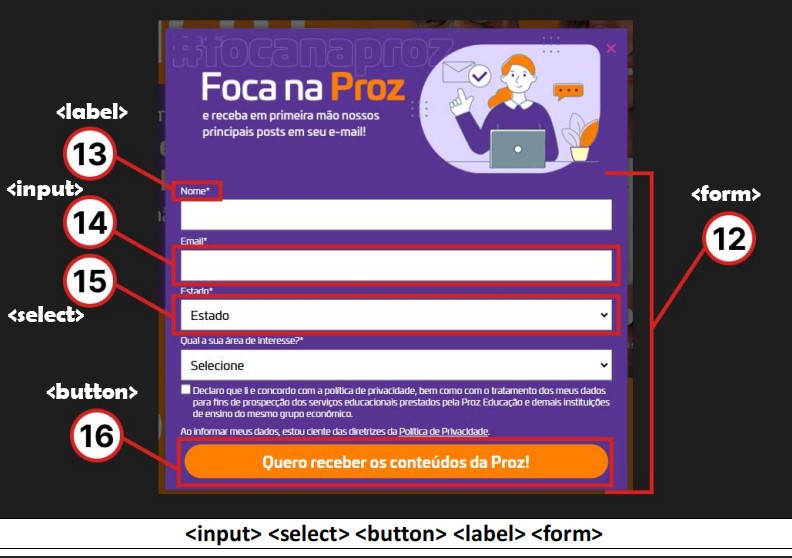 #focanaproz
Foca na Proz
e receba em primeira mão nossos
principais posts em seu e-mail!
<label>
13
Nome*
<input>
14
<form>
12
Email*
15
Estado*
<select>
Estado
Qual a sua área de interesse?*
Selecione
<button>
16
Declaro que li e concordo com a política de privacidade, bem como com o tratamento dos meus dados
para fins de prospecção dos serviços educacionais prestados pela Proz Educação e demais instituições
de ensino do mesmo grupo econômico.
Ao informar meus dados, estou ciente das diretrizes da Política de Privacidade.
Quero receber os conteúdos da Proz!
<input> <select> <button> <label> <form>